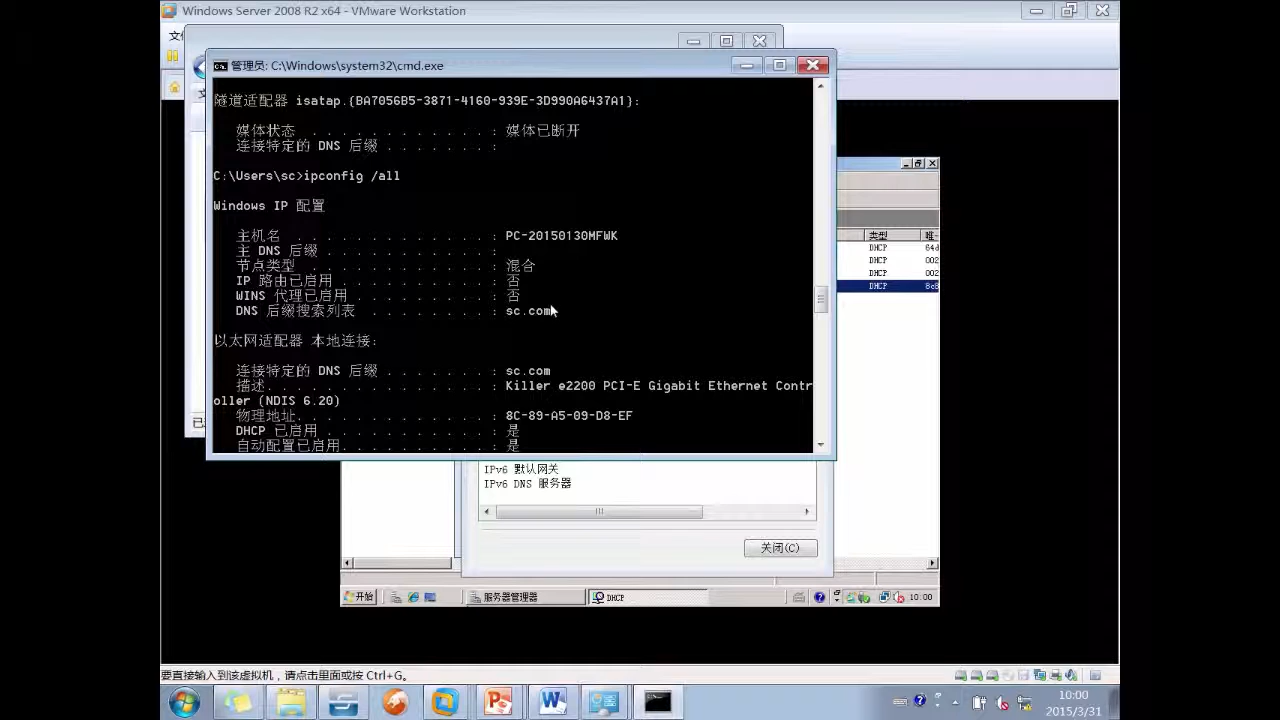 Windows Server 2008 R2 x64 - VMware Workstation
管理员: C:\Windows\system32\cmd.exe
隧道适配器 isatap.{BA7056B5-3871-4160-939E-3D990A6437A1}:
媒体状态 . . . . . . . . . . . . : 媒体已断开
连接特定的 DNS 后缀 . . . . . . . :
C:\Users\sc>ipconfig /all
Windows IP 配置
主机名 . . . . . . . . . . . . . : PC-20150130MFWK
主 DNS 后缀 . . . . . . . . . . . :
节点类型 . . . . . . . . . . . . : 混合
IP 路由已启用 . . . . . . . . . . : 否
WINS 代理已启用 . . . . . . . . . : 否
DNS 后缀搜索列表 . . . . . . . . : sc.com
以太网适配器 本地连接:
连接特定的 DNS 后缀 . . . . . . . : sc.com
描述. . . . . . . . . . . . . . . : Killer e2200 PCI-E Gigabit Ethernet Contr
oller (NDIS 6.20)
物理地址. . . . . . . . . . . . . : 8C-89-A5-09-D8-EF
DHCP 已启用 . . . . . . . . . . . : 是
自动配置已启用. . . . . . . . . . : 是
类型
DHCP 64d
DHCP 002
DHCP 002
DHCP 8c8
IPv6 默认网关
IPv6 DNS 服务器
关闭(C)
开始 服务器管理器 DHCP 10:00
要直接输入到该虚拟机，请点击里面或按 Ctrl+G。
10:00
2015/3/31